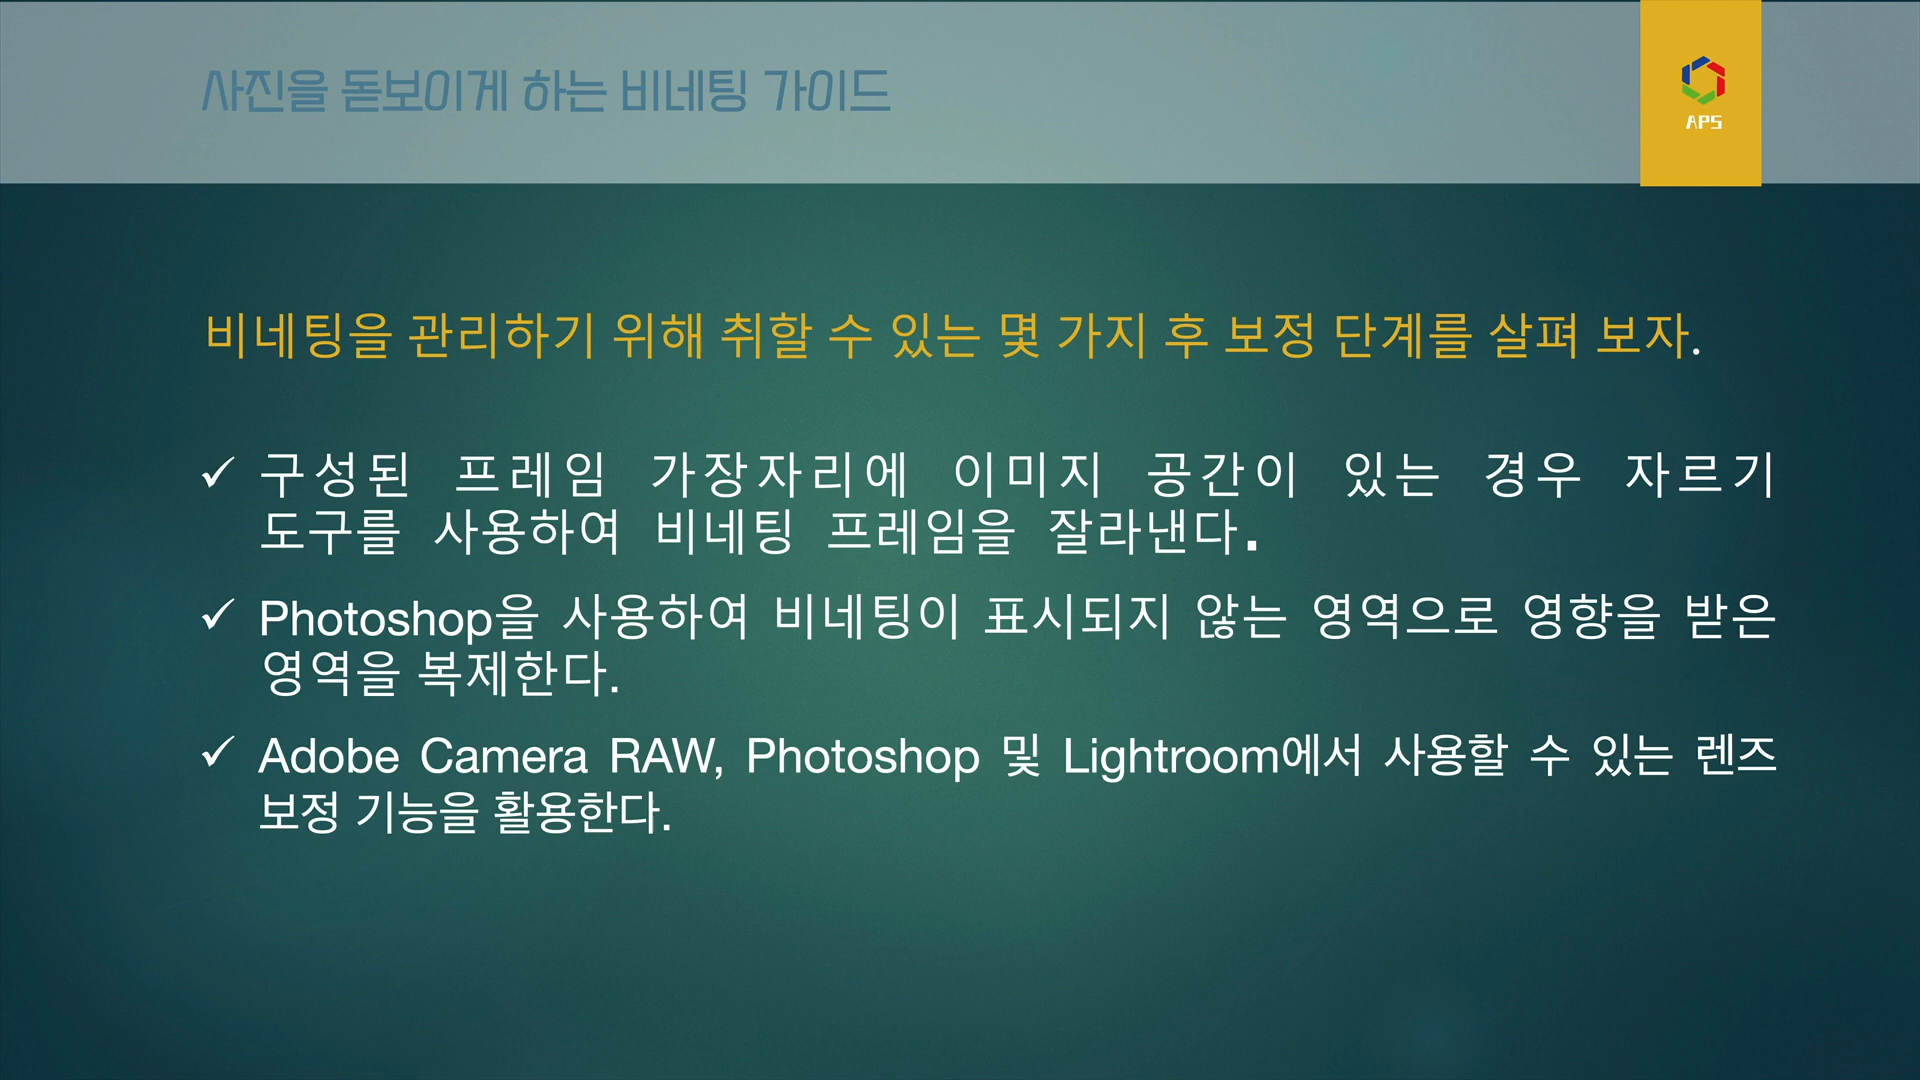 사진을 돋보이게 하는 비네팅 가이드
APS
비네팅을 관리하기 위해 취할 수 있는 몇 가지 후 보정 단계를 살펴 보자.
✓ 구성된 프레임 가장자리에 이미지 공간이 있는 경우 자르기
도구를 사용하여 비네팅 프레임을 잘라낸다.
✓ Photoshop을 사용하여 비네팅이 표시되지 않는 영역으로 영향을 받은
영역을 복제한다.
✓ Adobe Camera RAW, Photoshop 및 Lightroom에서 사용할 수 있는 렌즈
보정 기능을 활용한다.